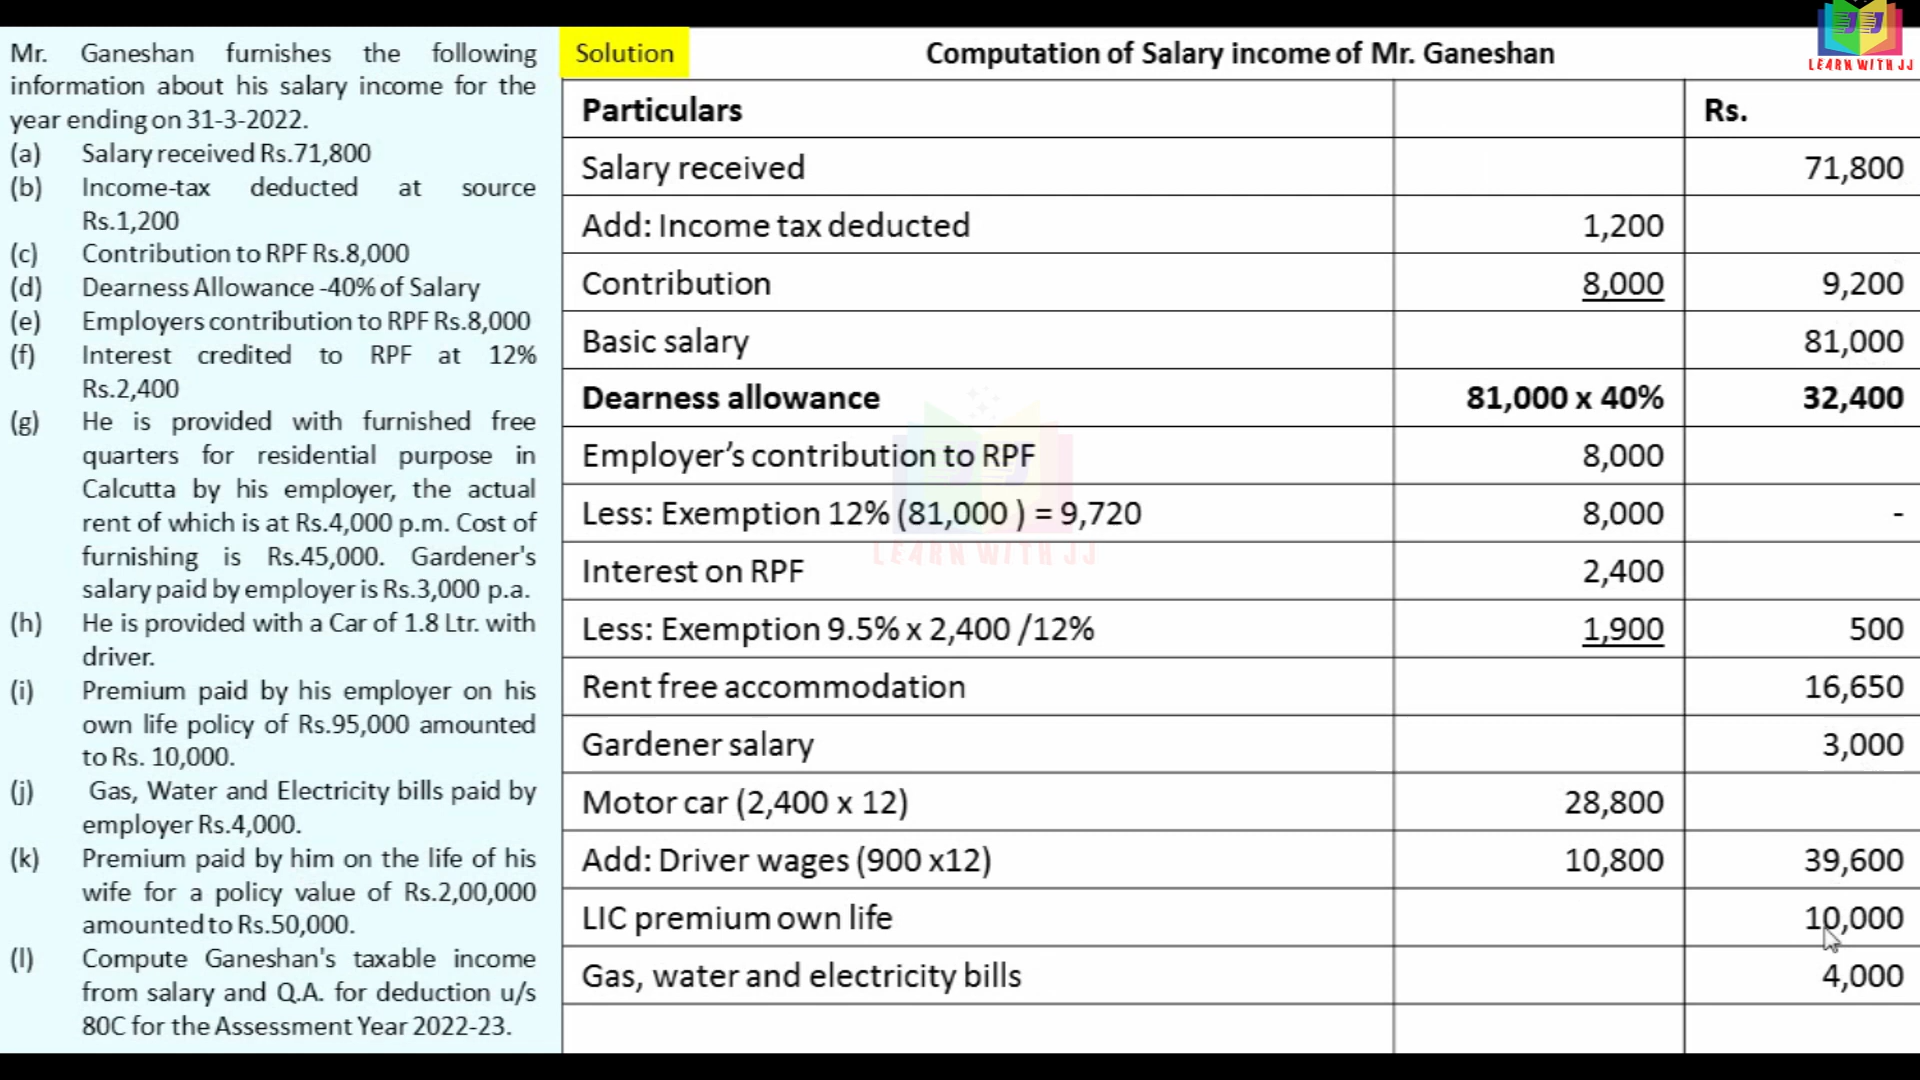 Mr. Ganeshan furnishes the following
information about his salary income for the
year ending on 31-3-2022.
(a) Salary received Rs.71,800
(b) Income-tax deducted at source
Rs.1,200
(c) Contribution to RPF Rs.8,000
(d) Dearness Allowance -40% of Salary
(e) Employers contribution to RPF Rs.8,000
(f) Interest credited to RPF at 12%
Rs.2,400
(g) He is provided with furnished free
quarters for residential purpose in
Calcutta by his employer, the actual
rent of which is at Rs.4,000 p.m. Cost of
furnishing is Rs.45,000. Gardener's
salary paid by employer is Rs.3,000 p.a.
(h) He is provided with a Car of 1.8 Ltr. with
driver.
(i) Premium paid by his employer on his
own life policy of Rs.95,000 amounted
to Rs. 10,000.
(j) Gas, Water and Electricity bills paid by
employer Rs.4,000.
(k) Premium paid by him on the life of his
wife for a policy value of Rs.2,00,000
amounted to Rs.50,000.
(l) Compute Ganeshan's taxable income
from salary and Q.A. for deduction u/s
80C for the Assessment Year 2022-23.
Solution Computation of Salary income of Mr. Ganeshan
Particulars Rs.
Salary received 71,800
Add: Income tax deducted 1,200
Contribution 8,000 9,200
Basic salary 81,000
Dearness allowance 81,000 x 40% 32,400
Employer’s contribution to RPF 8,000
Less: Exemption 12% (81,000 ) = 9,720 8,000 -
Interest on RPF 2,400
Less: Exemption 9.5% x 2,400 /12% 1,900 500
Rent free accommodation 16,650
Gardener salary 3,000
Motor car (2,400 x 12) 28,800
Add: Driver wages (900 x12) 10,800 39,600
LIC premium own life 10,000
Gas, water and electricity bills 4,000
JJ
LEARN WITH JJ
JJ
LEARN WITH JJ